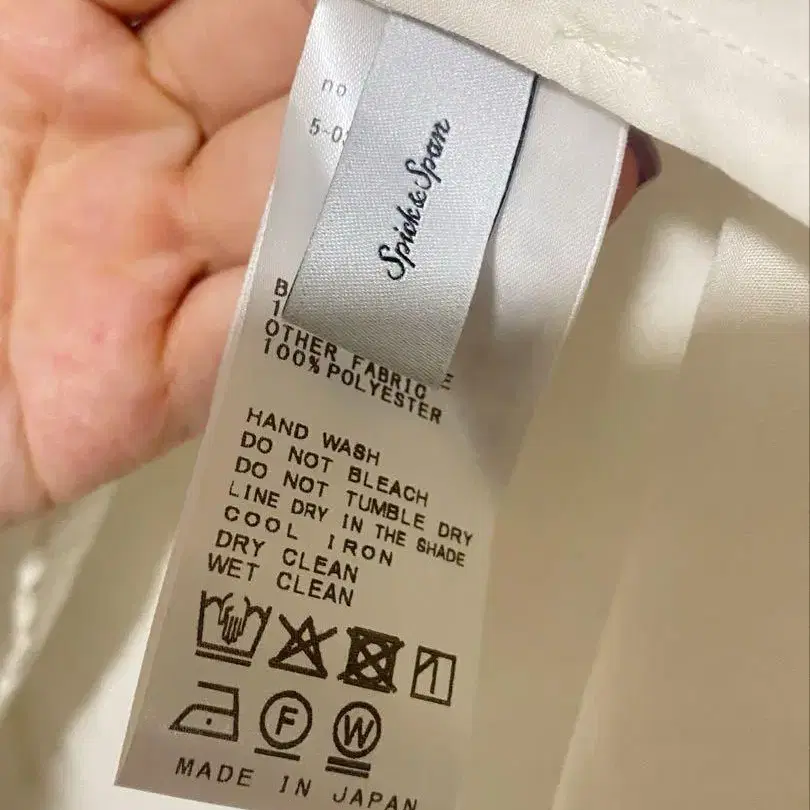 no
5-0
Spick & Span
B
1
OTHER FABRIC
100% POLYESTER
HAND WASH
DO NOT BLEACH
DO NOT TUMBLE DRY
LINE DRY IN THE SHADE
COOL IRON
DRY CLEAN
WET CLEAN
F
W
MADE IN JAPAN